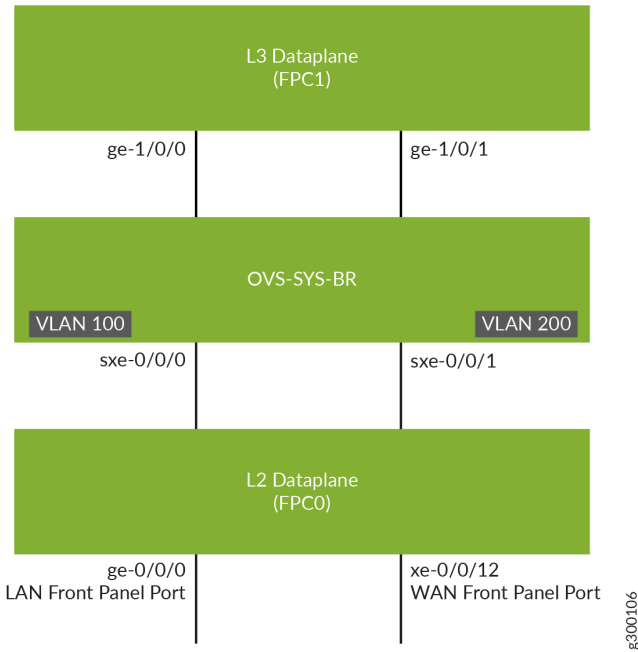 L3 Dataplane
(FPC1)
ge-1/0/0
ge-1/0/1
OVS-SYS-BR
VLAN 100
VLAN 200
sxe-0/0/0
sxe-0/0/1
L2 Dataplane
(FPC0)
ge-0/0/0
LAN Front Panel Port
xe-0/0/12
WAN Front Panel Port
g300106